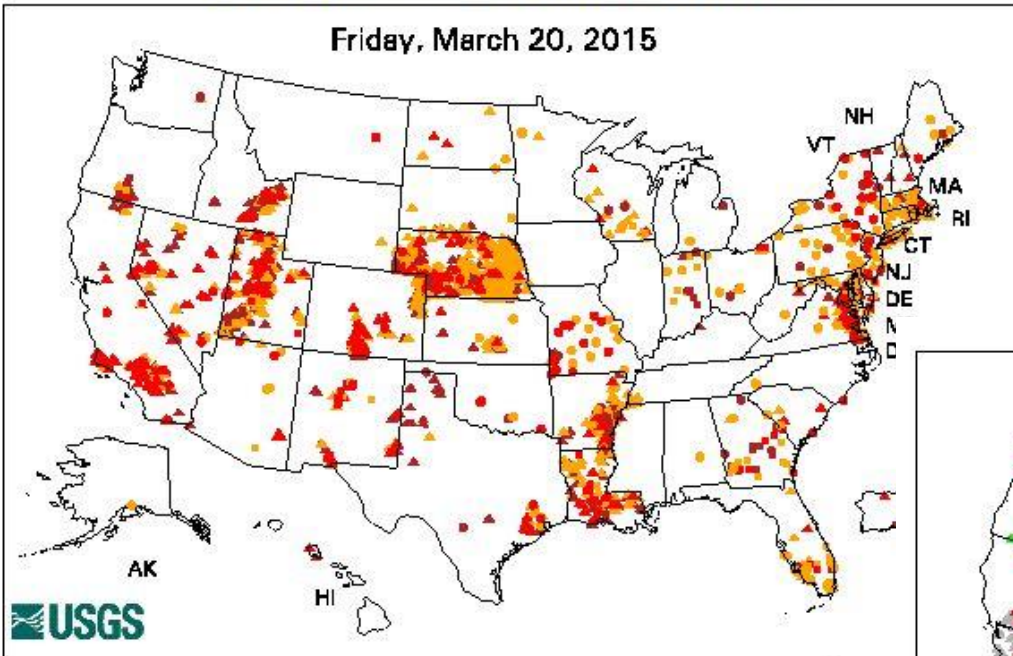 Friday, March 20, 2015
NH
VT
MA
RI
CT
NJ
DE
M
D
AK
HI
USGS